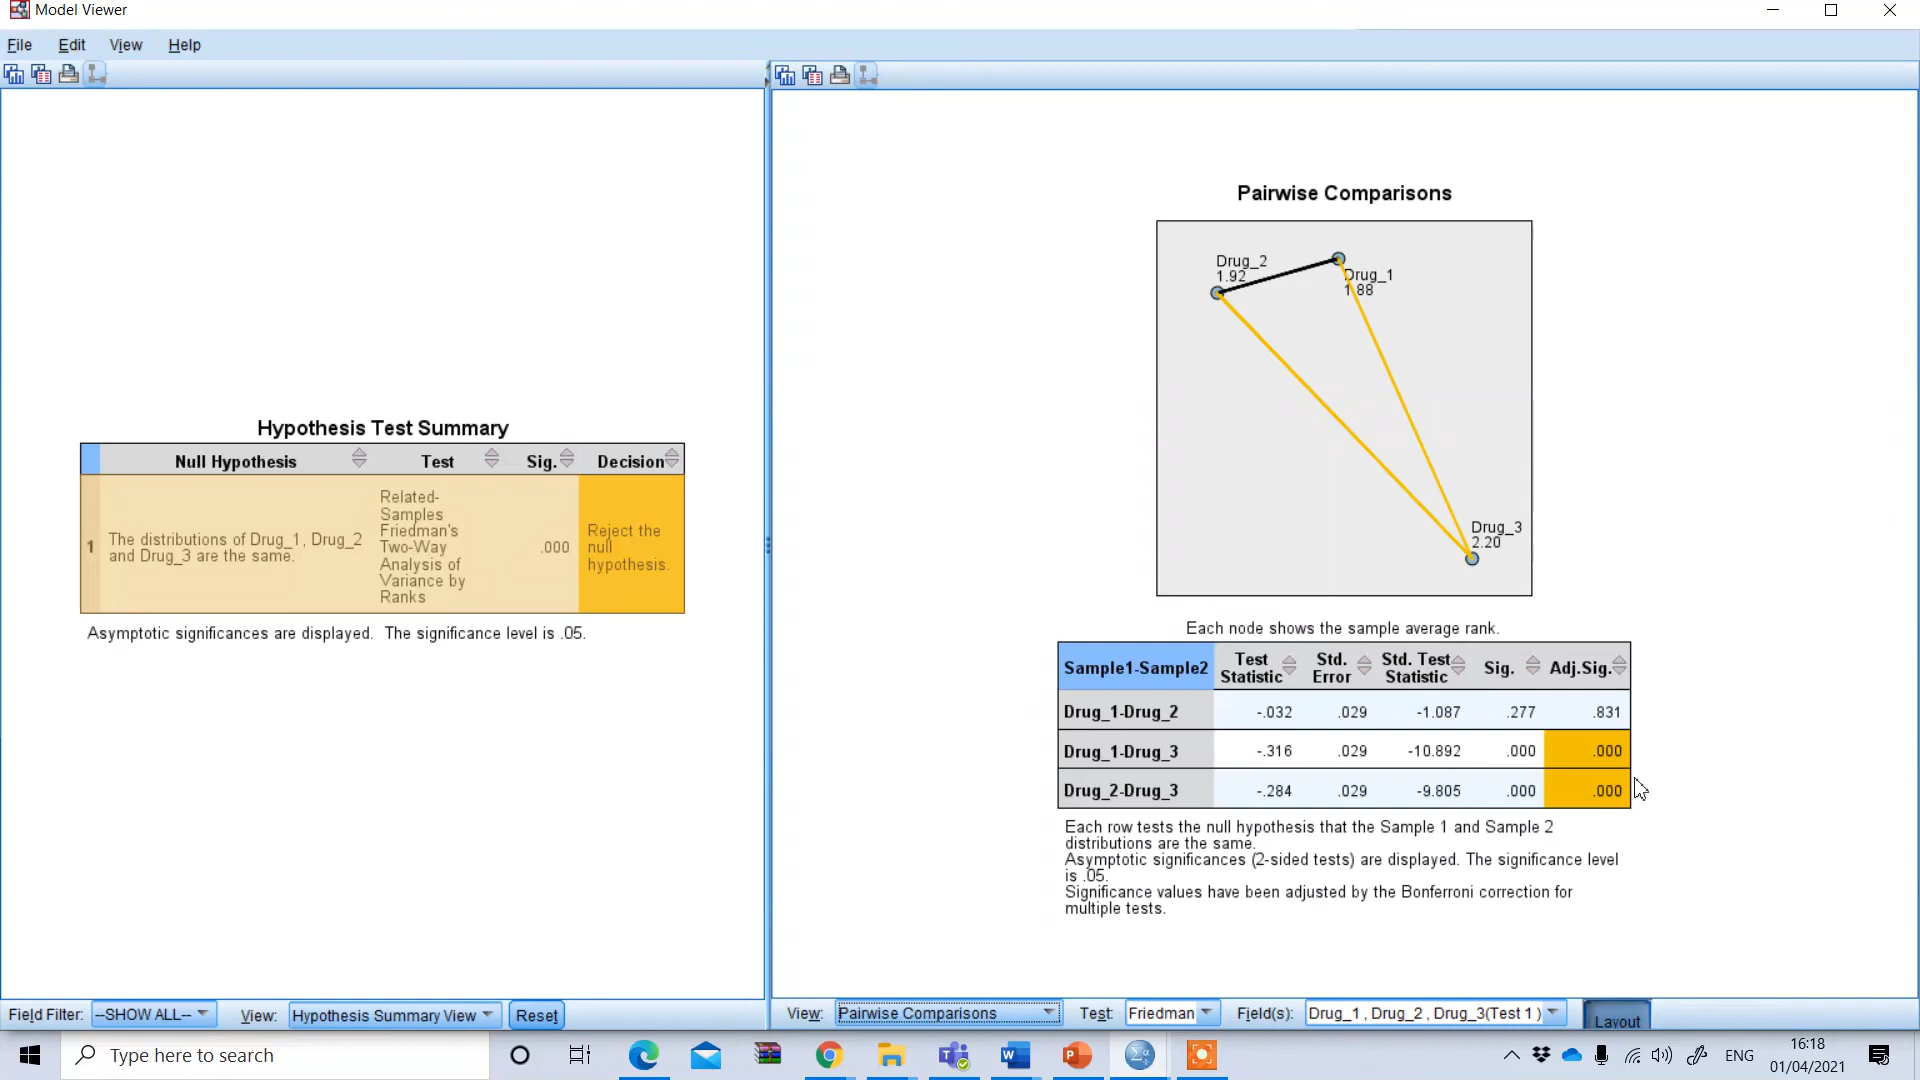 Model Viewer
File Edit View Help
Hypothesis Test Summary
Null Hypothesis Test Sig. Decision
1 The distributions of Drug_1, Drug_2 and Drug_3 are the same. Related-Samples Friedman's Two-Way Analysis of Variance by Ranks .000 Reject the null hypothesis.
Asymptotic significances are displayed. The significance level is .05.
Pairwise Comparisons
Drug_2
1.92
Drug_1
1.88
Drug_3
2.20
Each node shows the sample average rank.
Sample1-Sample2 Test Statistic Std. Error Std. Test Statistic Sig. Adj.Sig.
Drug_1-Drug_2 -.032 .029 -1.087 .277 .831
Drug_1-Drug_3 -.316 .029 -10.892 .000 .000
Drug_2-Drug_3 -.284 .029 -9.805 .000 .000
Each row tests the null hypothesis that the Sample 1 and Sample 2
distributions are the same.
Asymptotic significances (2-sided tests) are displayed. The significance level
is .05.
Significance values have been adjusted by the Bonferroni correction for
multiple tests.
Field Filter: --SHOW ALL-- View: Hypothesis Summary View Reset
View: Pairwise Comparisons Test: Friedman Field(s): Drug_1 , Drug_2 , Drug_3(Test 1 ) Layout
Type here to search
ENG
16:18
01/04/2021